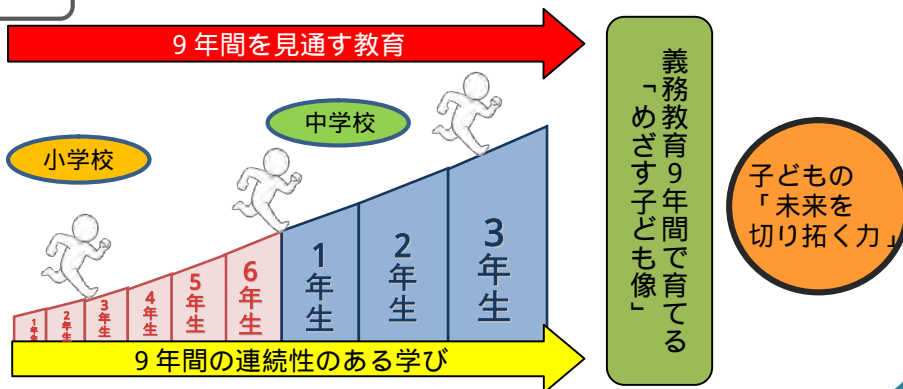 9年間を見通す教育
小学校
中学校
1年生
2年生
3年生
4年生
5年生
6年生
1年生
2年生
3年生
9年間の連続性のある学び
義務教育9年間で育てる
「めざす子ども像」
子どもの
「未来を
切り拓く力」